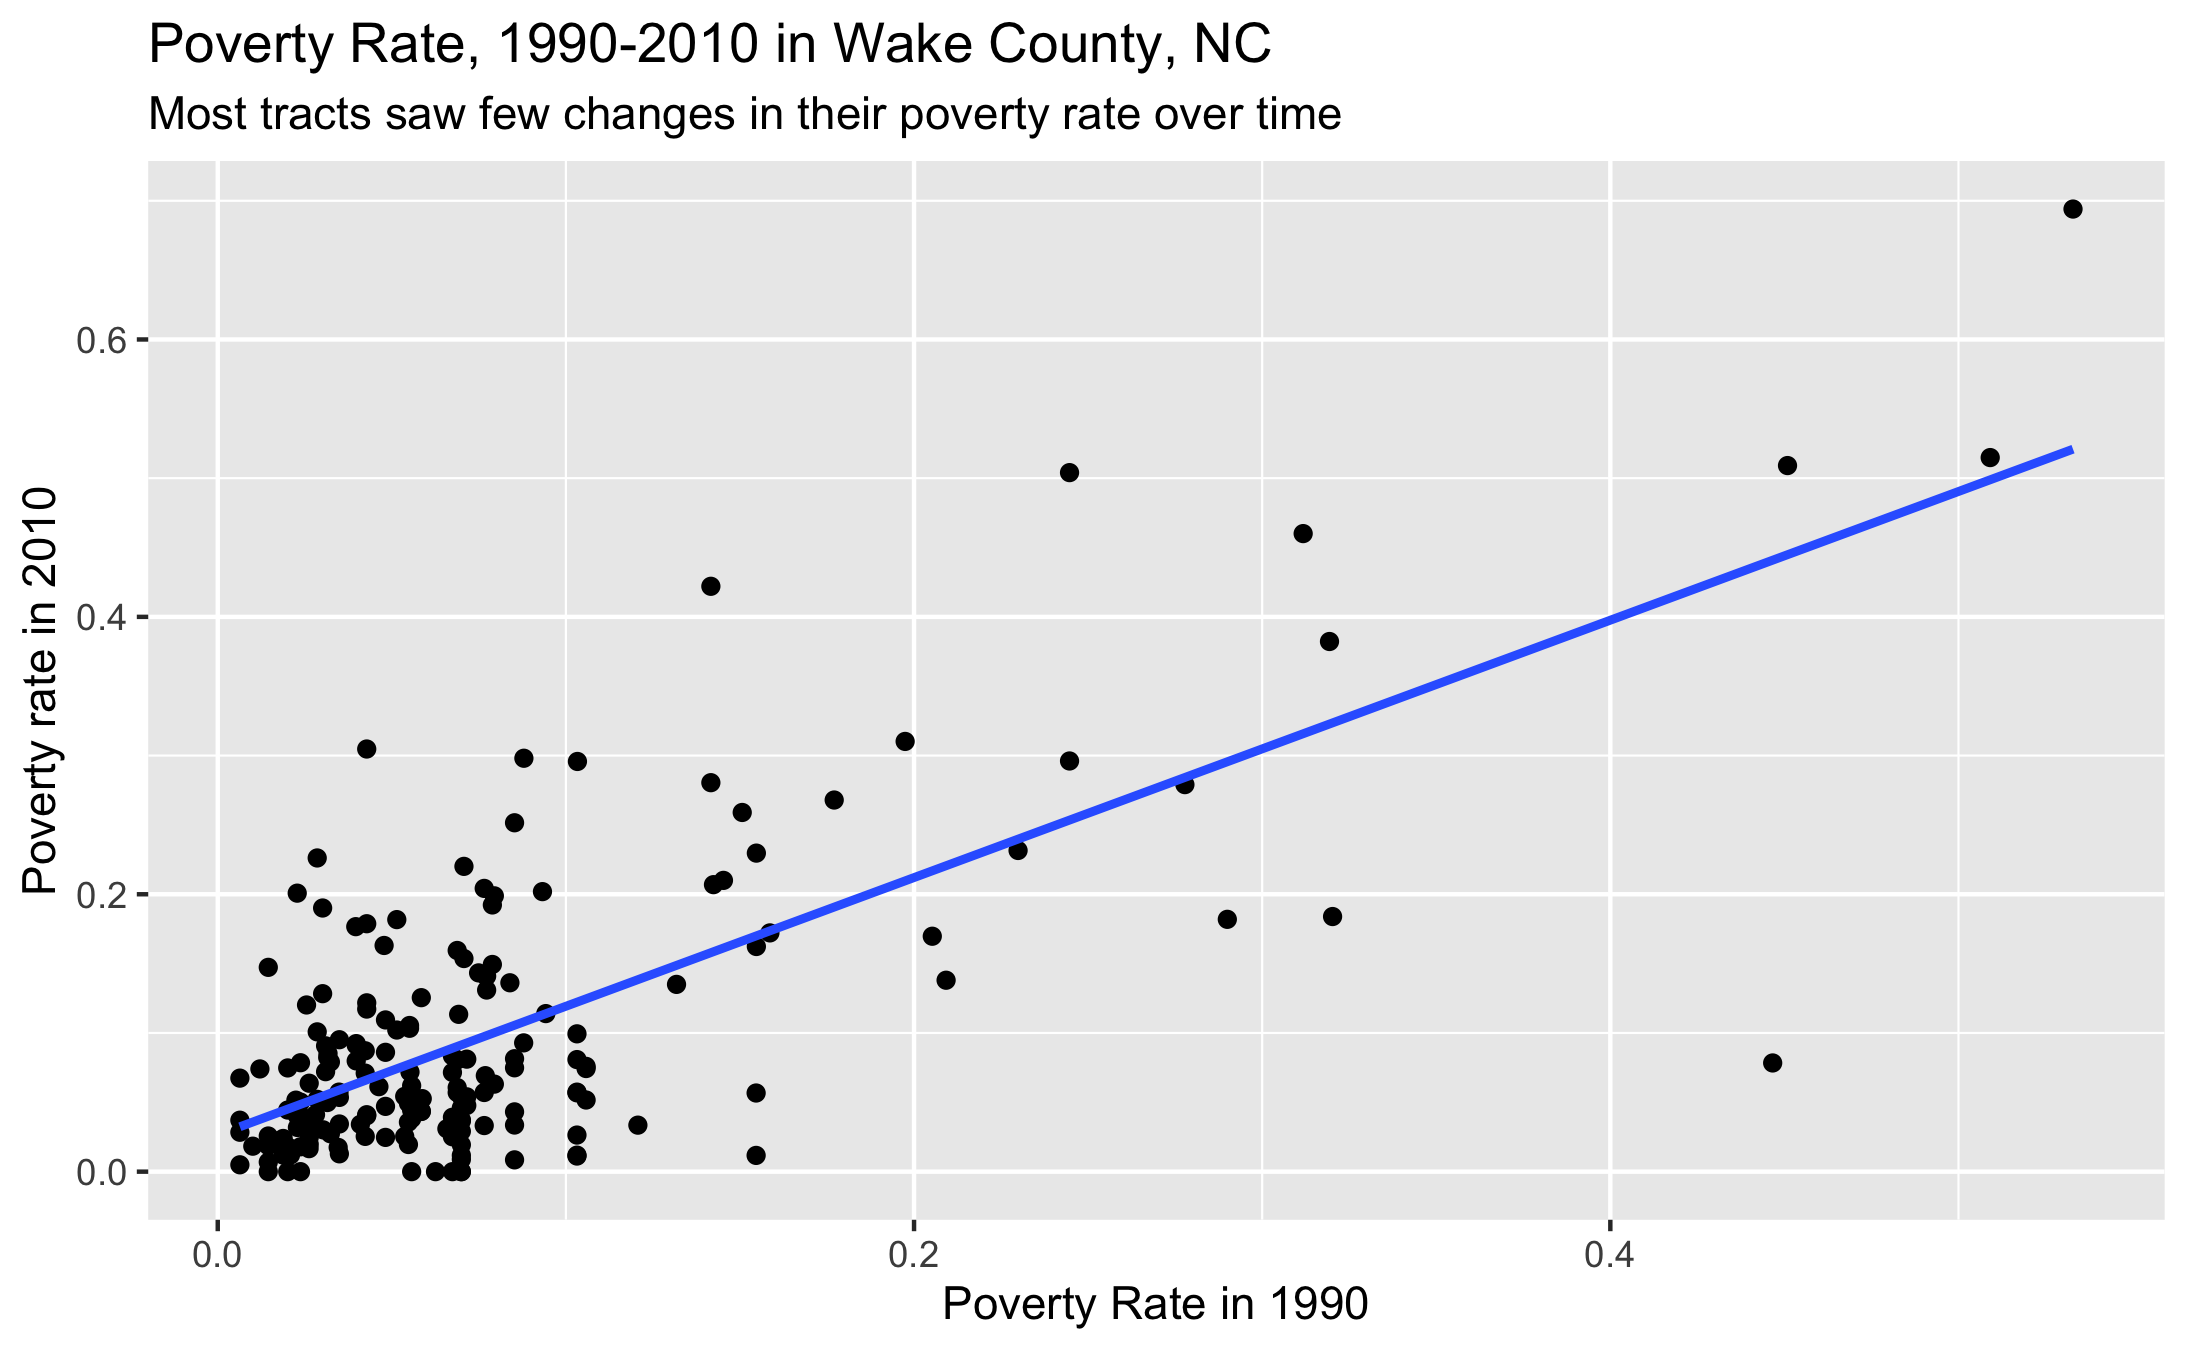 Poverty Rate, 1990-2010 in Wake County, NC
Most tracts saw few changes in their poverty rate over time
Poverty rate in 2010
0.6
0.4
0.2
0.0
0.0 0.2 0.4
Poverty Rate in 1990